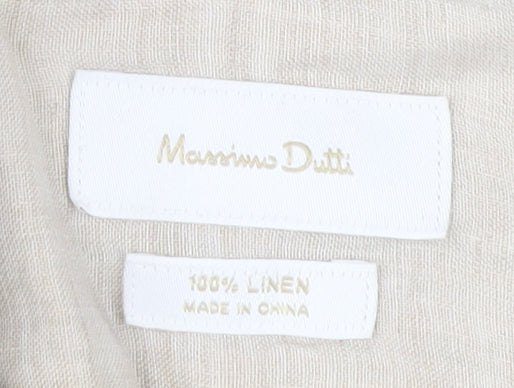 Massimo Dutti
100% LINEN
MADE IN CHINA